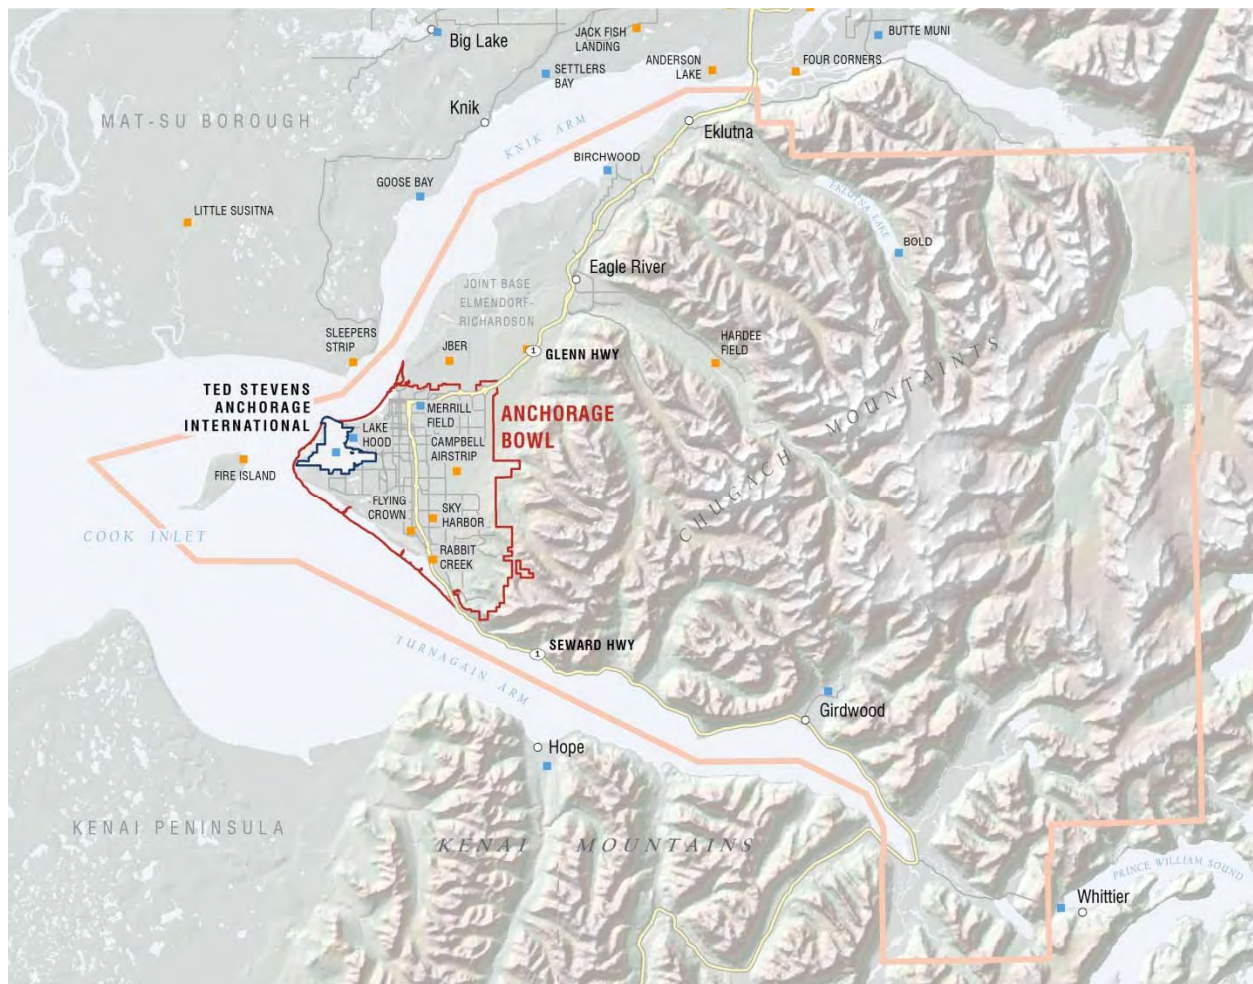 Big Lake
JACK FISH
LANDING
BUTTE MUNI
SETTLERS
BAY
ANDERSON
LAKE
FOUR CORNERS
Knik
MAT-SU BOROUGH
KNIK ARM
Eklutna
BIRCHWOOD
GOOSE BAY
EKLUTNA LAKE
LITTLE SUSITNA
BOLD
Eagle River
JOINT BASE
ELMENDORF-
RICHARDSON
SLEEPERS
STRIP
JBER
1
GLENN HWY
HARDEE
FIELD
TED STEVENS
ANCHORAGE
INTERNATIONAL
MERRILL
FIELD
ANCHORAGE
BOWL
LAKE
HOOD
CAMPBELL
AIRSTRIP
FIRE ISLAND
CHUGACH MOUNTAINS
FLYING
CROWN
SKY
HARBOR
COOK INLET
RABBIT
CREEK
TURNAGAIN ARM
1
SEWARD HWY
Girdwood
Hope
KENAI PENINSULA
KENAI MOUNTAINS
PRINCE WILLIAM SOUND
Whittier